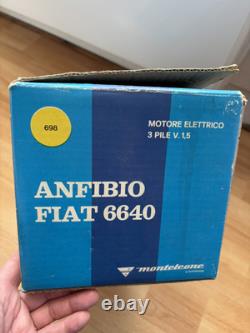 698
MOTORE ELETTRICO
3 PILE V. 1,5
ANFIBIO
FIAT 6640
monteleone